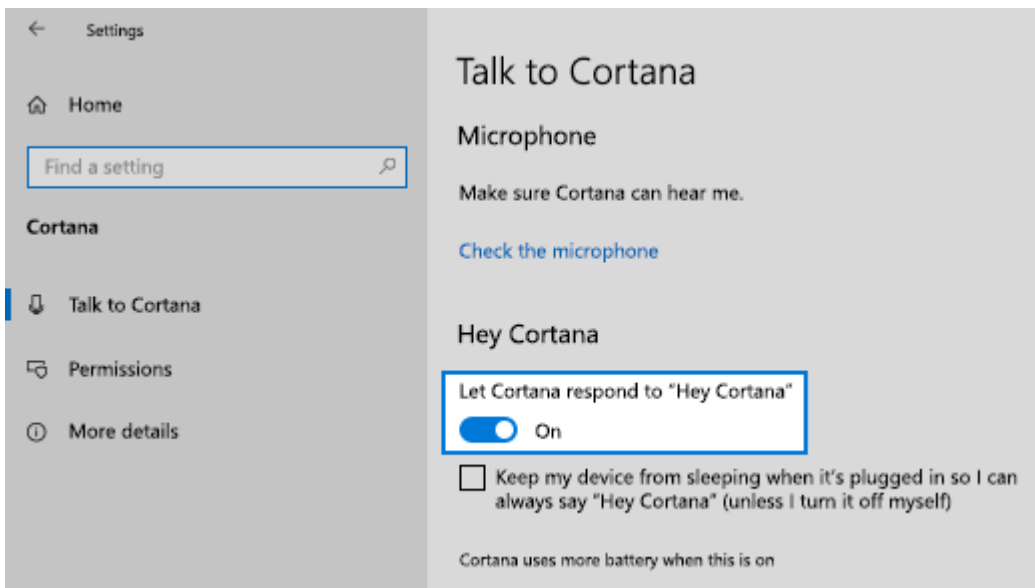 Settings
Home
Find a setting
Cortana
Talk to Cortana
Permissions
More details
Talk to Cortana
Microphone
Make sure Cortana can hear me.
Check the microphone
Hey Cortana
Let Cortana respond to “Hey Cortana”
On
Keep my device from sleeping when it's plugged in so I can
always say “Hey Cortana” (unless I turn it off myself)
Cortana uses more battery when this is on